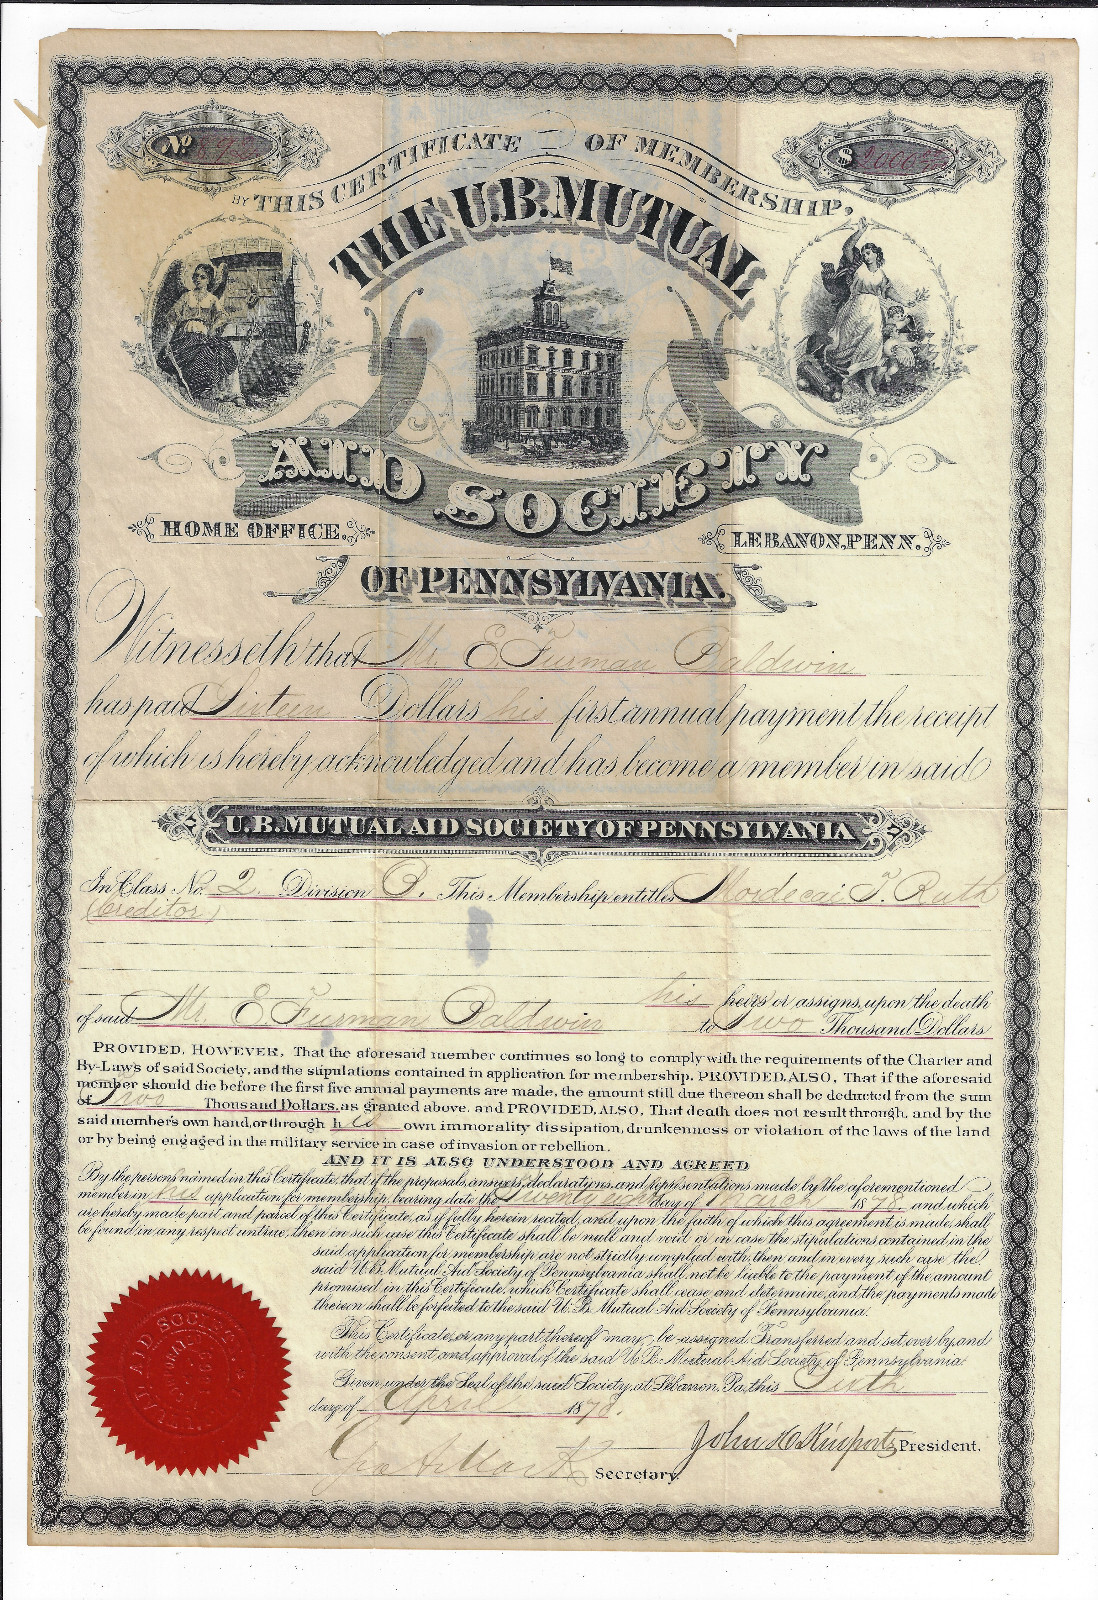 No
$ 2000
BY THIS CERTIFICATE OF MEMBERSHIP,
THE U.B. MUTUAL
AID SOCIETY
HOME OFFICE.
LEBANON, PENN.
OF PENNSYLVANIA.
Witnesseth that Mr. E. Furman Baldwin
has paid Sixteen Dollars his first annual payment the receipt
of which is hereby acknowledged and has become a member in said
U.B. MUTUAL AID SOCIETY OF PENNSYLVANIA
In Class No. 2. Division B. This Membership entitles Mordecai T. Ruth
(Creditor)
his heirs or assigns, upon the death
of said Mr. E. Furman Baldwin to Two Thousand Dollars
PROVIDED, HOWEVER, That the aforesaid member continues so long to comply with the requirements of the Charter and
By-Laws of said Society, and the stipulations contained in application for membership. PROVIDED, ALSO, That if the aforesaid
member should die before the first five annual payments are made, the amount still due thereon shall be deducted from the sum
of Two Thousand Dollars, as granted above, and PROVIDED, ALSO, That death does not result through, and by the
said member's own hand, or through his own immorality dissipation, drunkenness or violation of the laws of the land
or by being engaged in the military service in case of invasion or rebellion.
AND IT IS ALSO UNDERSTOOD AND AGREED
By the persons named in this Certificate, that if the proposals, answers, declarations, and representations made by the aforementioned
member in his application for membership, bearing date the Twenty eight day of March 1878. and which
are hereby made part and parcel of this Certificate, as if fully herein recited, and upon the faith of which this agreement is made, shall
be found in any respect untrue, then in such case this Certificate shall be null and void or in case the stipulations contained in the
said application for membership are not strictly complied with, then and in every such case the
said U.B. Mutual Aid Society of Pennsylvania shall not be liable to the payment of the amount
promised in this Certificate, which Certificate shall cease and determine, and the payments made
thereon shall be forfeited to the said U.B. Mutual Aid Society of Pennsylvania.
This Certificate, or any part thereof may be assigned, Transferred and set over by, and
with the consent and approval of the said U.B. Mutual Aid Society of Pennsylvania.
Given, under the Seal of the said Society, at Lebanon, Pa, this Sixth
day of April 1878.
John H. Kinports President.
Secretary.
AID SOCIETY